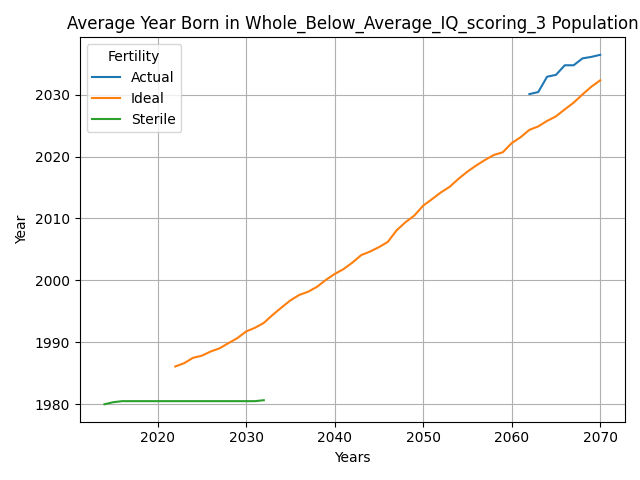 Average Year Born in Whole_Below_Average_IQ_scoring_3 Population
Fertility
Actual
Ideal
Sterile
Year
2030
2020
2010
2000
1990
1980
2020 2030 2040 2050 2060 2070
Years